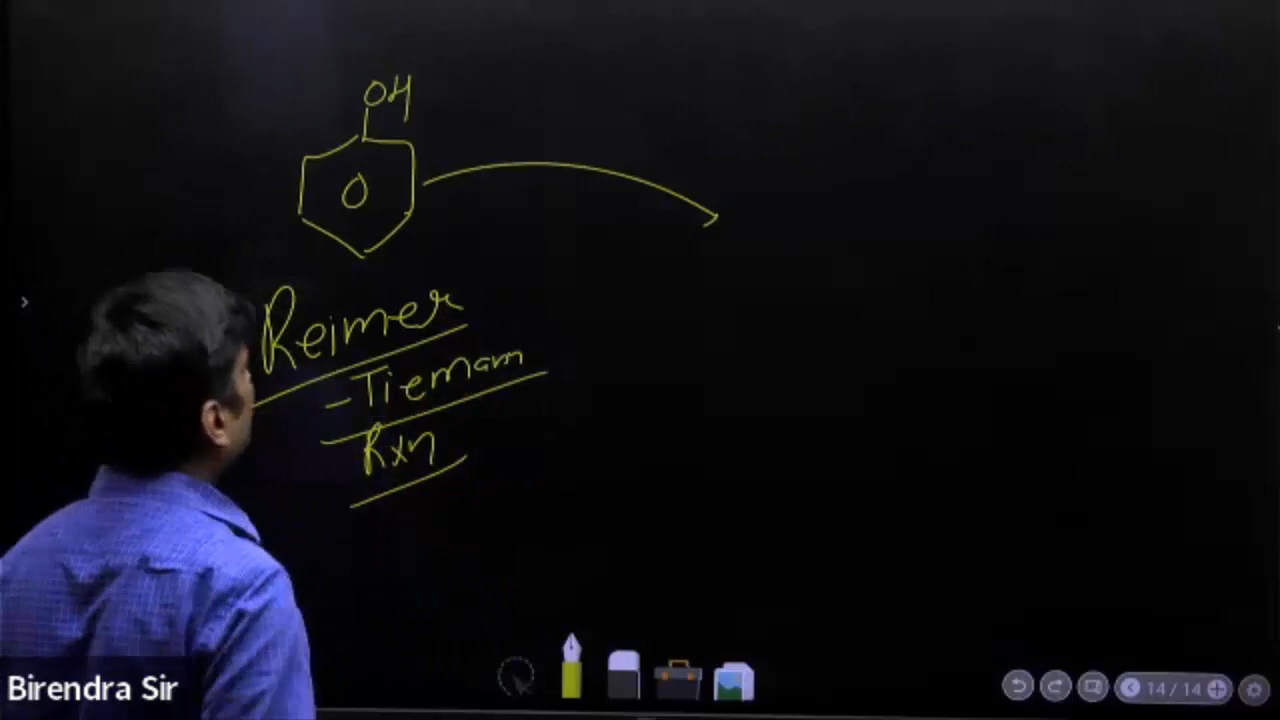 OH
Reimer
-Tiemann
Rxn
Birendra Sir
14/14